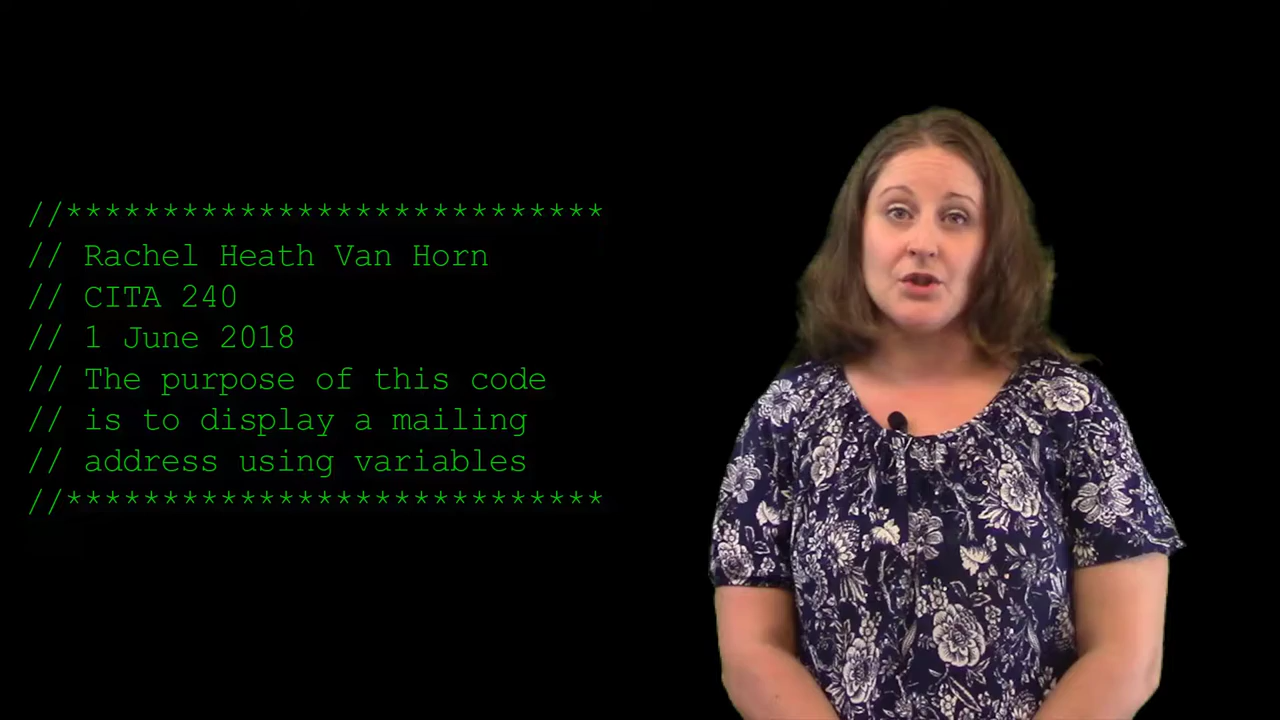 //****************************
// Rachel Heath Van Horn
// CITA 240
// 1 June 2018
// The purpose of this code
// is to display a mailing
// address using variables
//****************************